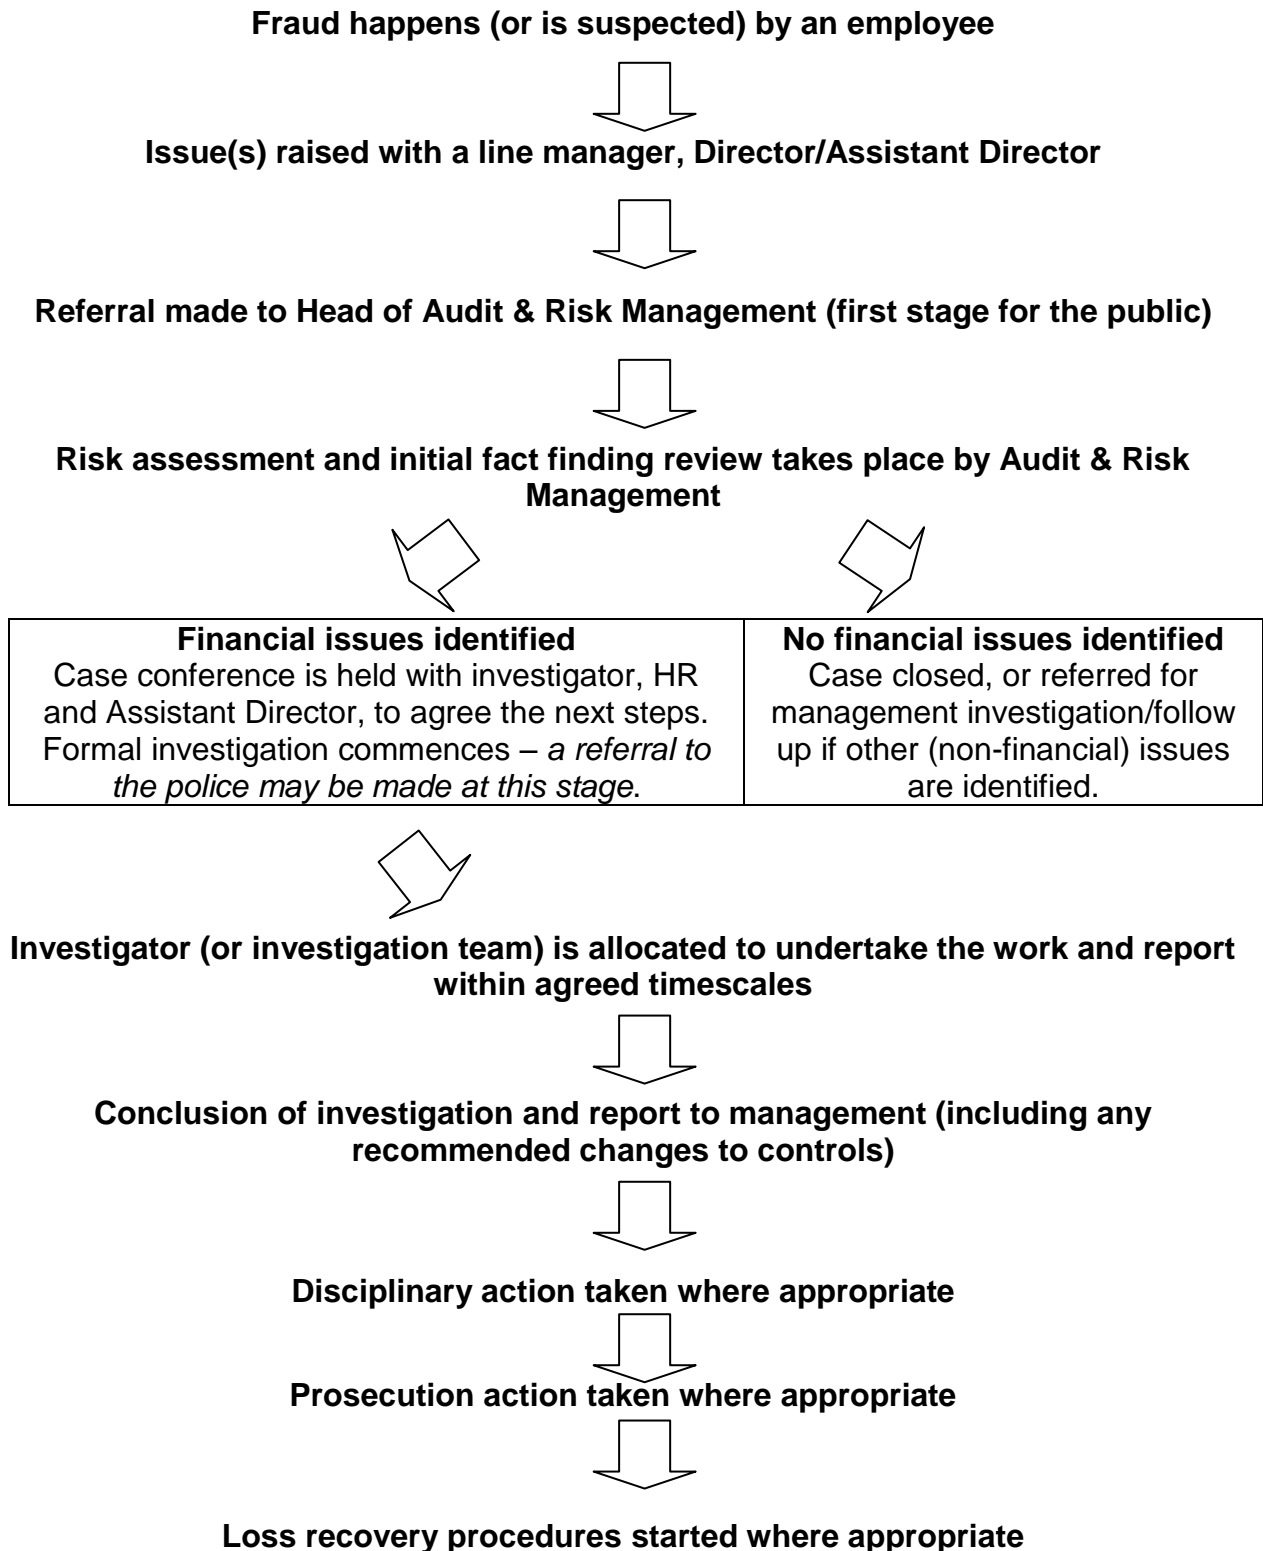 Fraud happens (or is suspected) by an employee
Issue(s) raised with a line manager, Director/Assistant Director
Referral made to Head of Audit & Risk Management (first stage for the public)
Risk assessment and initial fact finding review takes place by Audit & Risk
Management
Financial issues identified
Case conference is held with investigator, HR
and Assistant Director, to agree the next steps.
Formal investigation commences – a referral to
the police may be made at this stage.
No financial issues identified
Case closed, or referred for
management investigation/follow
up if other (non-financial) issues
are identified.
Investigator (or investigation team) is allocated to undertake the work and report
within agreed timescales
Conclusion of investigation and report to management (including any
recommended changes to controls)
Disciplinary action taken where appropriate
Prosecution action taken where appropriate
Loss recovery procedures started where appropriate